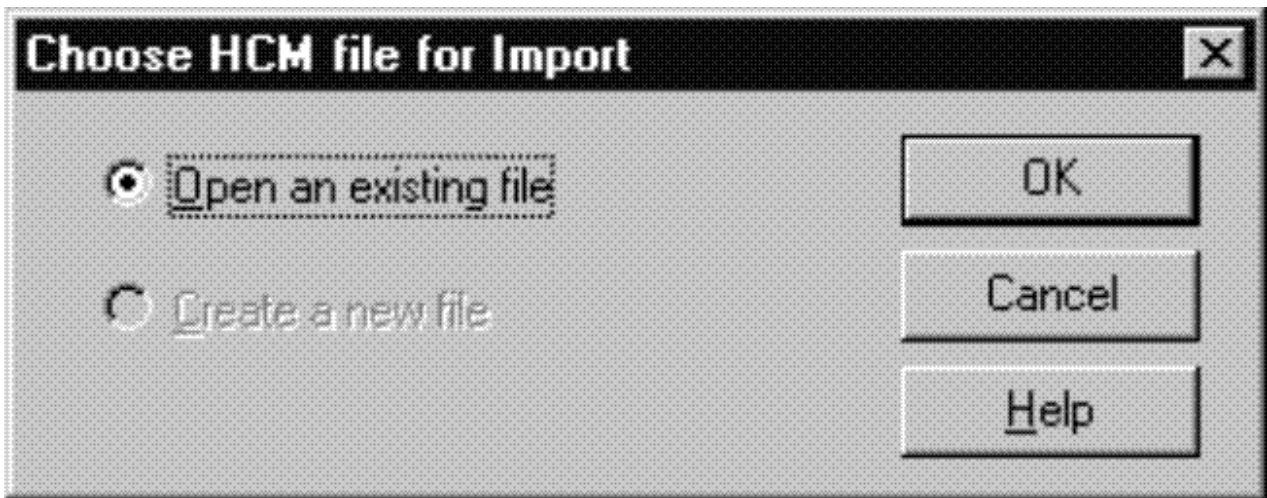 Choose HCM file for Import
Open an existing file
OK
Create a new file
Cancel
Help